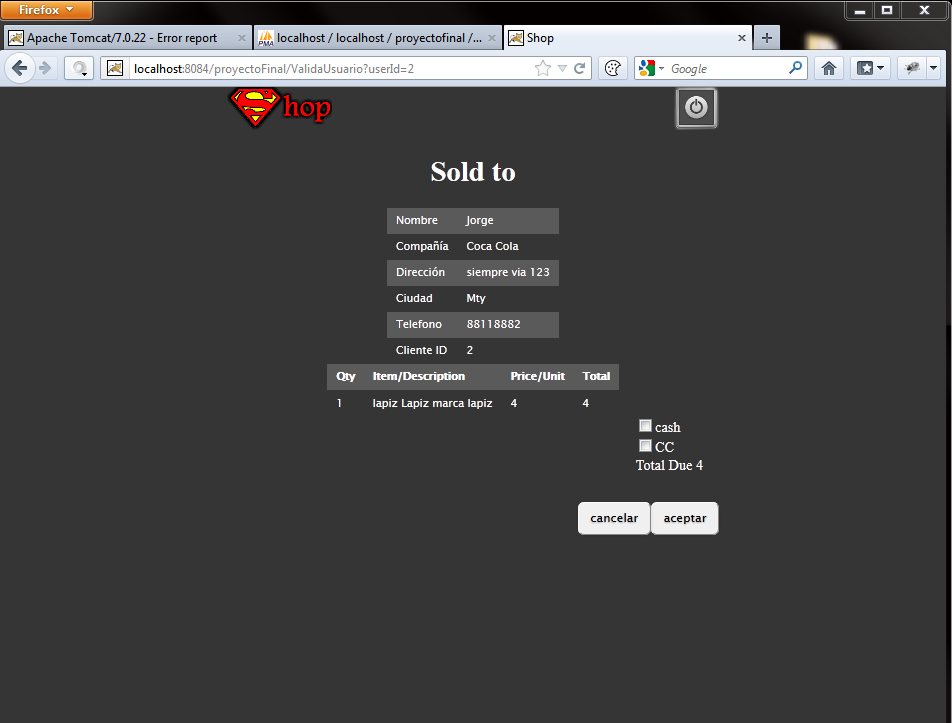 Firefox
Apache Tomcat/7.0.22 - Error report
PMA
localhost / localhost / proyectofinal /...
Shop
localhost:8084/proyectoFinal/ValidaUsuario?userId=2
Google
Shop
Sold to
Nombre Jorge
Compañía Coca Cola
Dirección siempre via 123
Ciudad Mty
Telefono 88118882
Cliente ID 2
Qty Item/Description Price/Unit Total
1 lapiz Lapiz marca lapiz 4 4
cash
CC
Total Due 4
cancelar aceptar